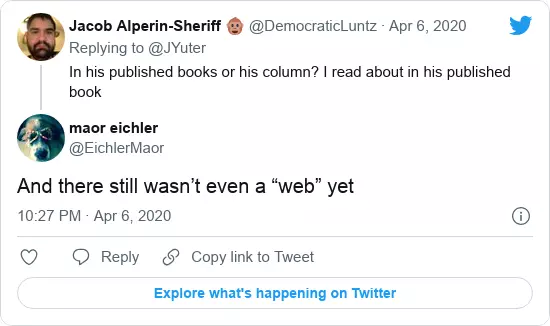 Jacob Alperin-Sheriff 🐵 @DemocraticLuntz · Apr 6, 2020
Replying to @JYuter
In his published books or his column? I read about in his published
book
maor eichler
@EichlerMaor
And there still wasn’t even a “web” yet
10:27 PM · Apr 6, 2020
Reply Copy link to Tweet
Explore what's happening on Twitter